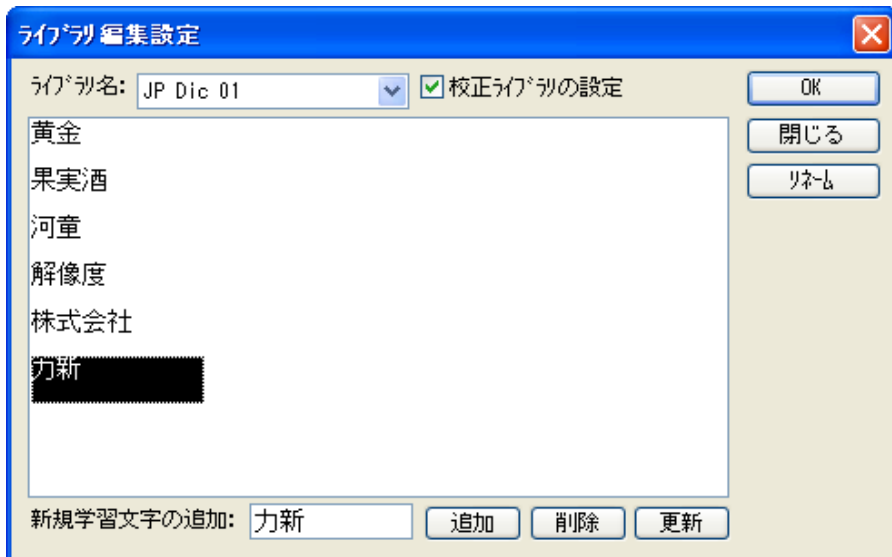 ﾗｲﾌﾞﾗﾘ編集設定
ﾗｲﾌﾞﾗﾘ名: JP Dic 01 校正ﾗｲﾌﾞﾗﾘの設定 OK
黄金 閉じる
果実酒 ﾘﾈｰﾑ
河童
解像度
株式会社
力新
新規学習文字の追加: 力新 追加 削除 更新